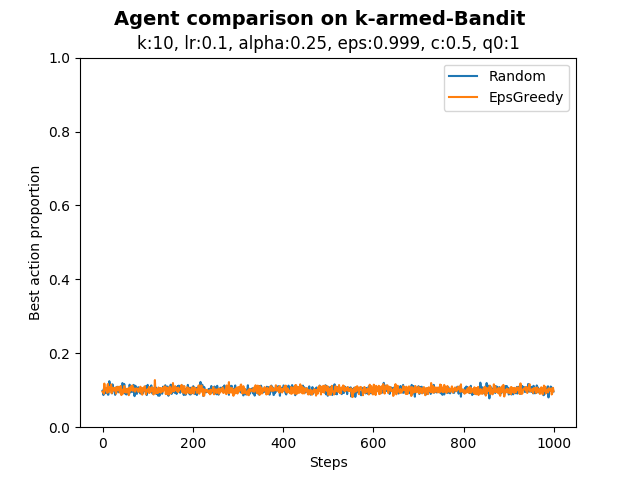 Agent comparison on k-armed-Bandit
k:10, lr:0.1, alpha:0.25, eps:0.999, c:0.5, q0:1
Random
EpsGreedy
Best action proportion
1.0
0.8
0.6
0.4
0.2
0.0
0 200 400 600 800 1000
Steps